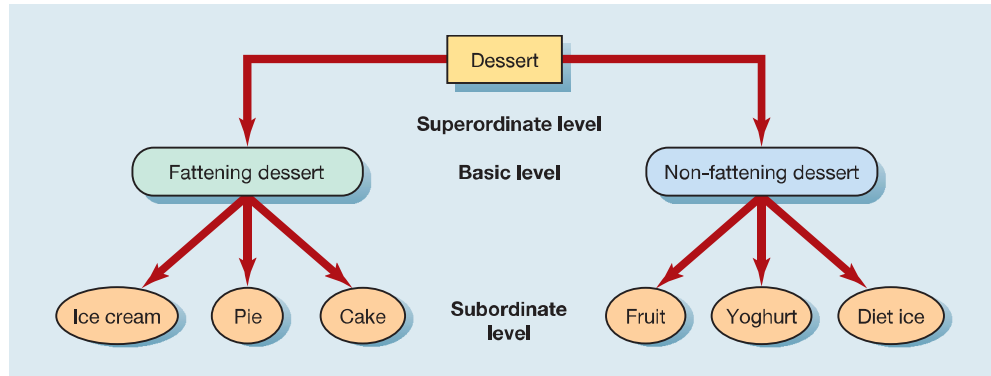 Dessert
Superordinate level
Fattening dessert
Basic level
Non-fattening dessert
Ice cream
Pie
Cake
Subordinate
level
Fruit
Yoghurt
Diet ice